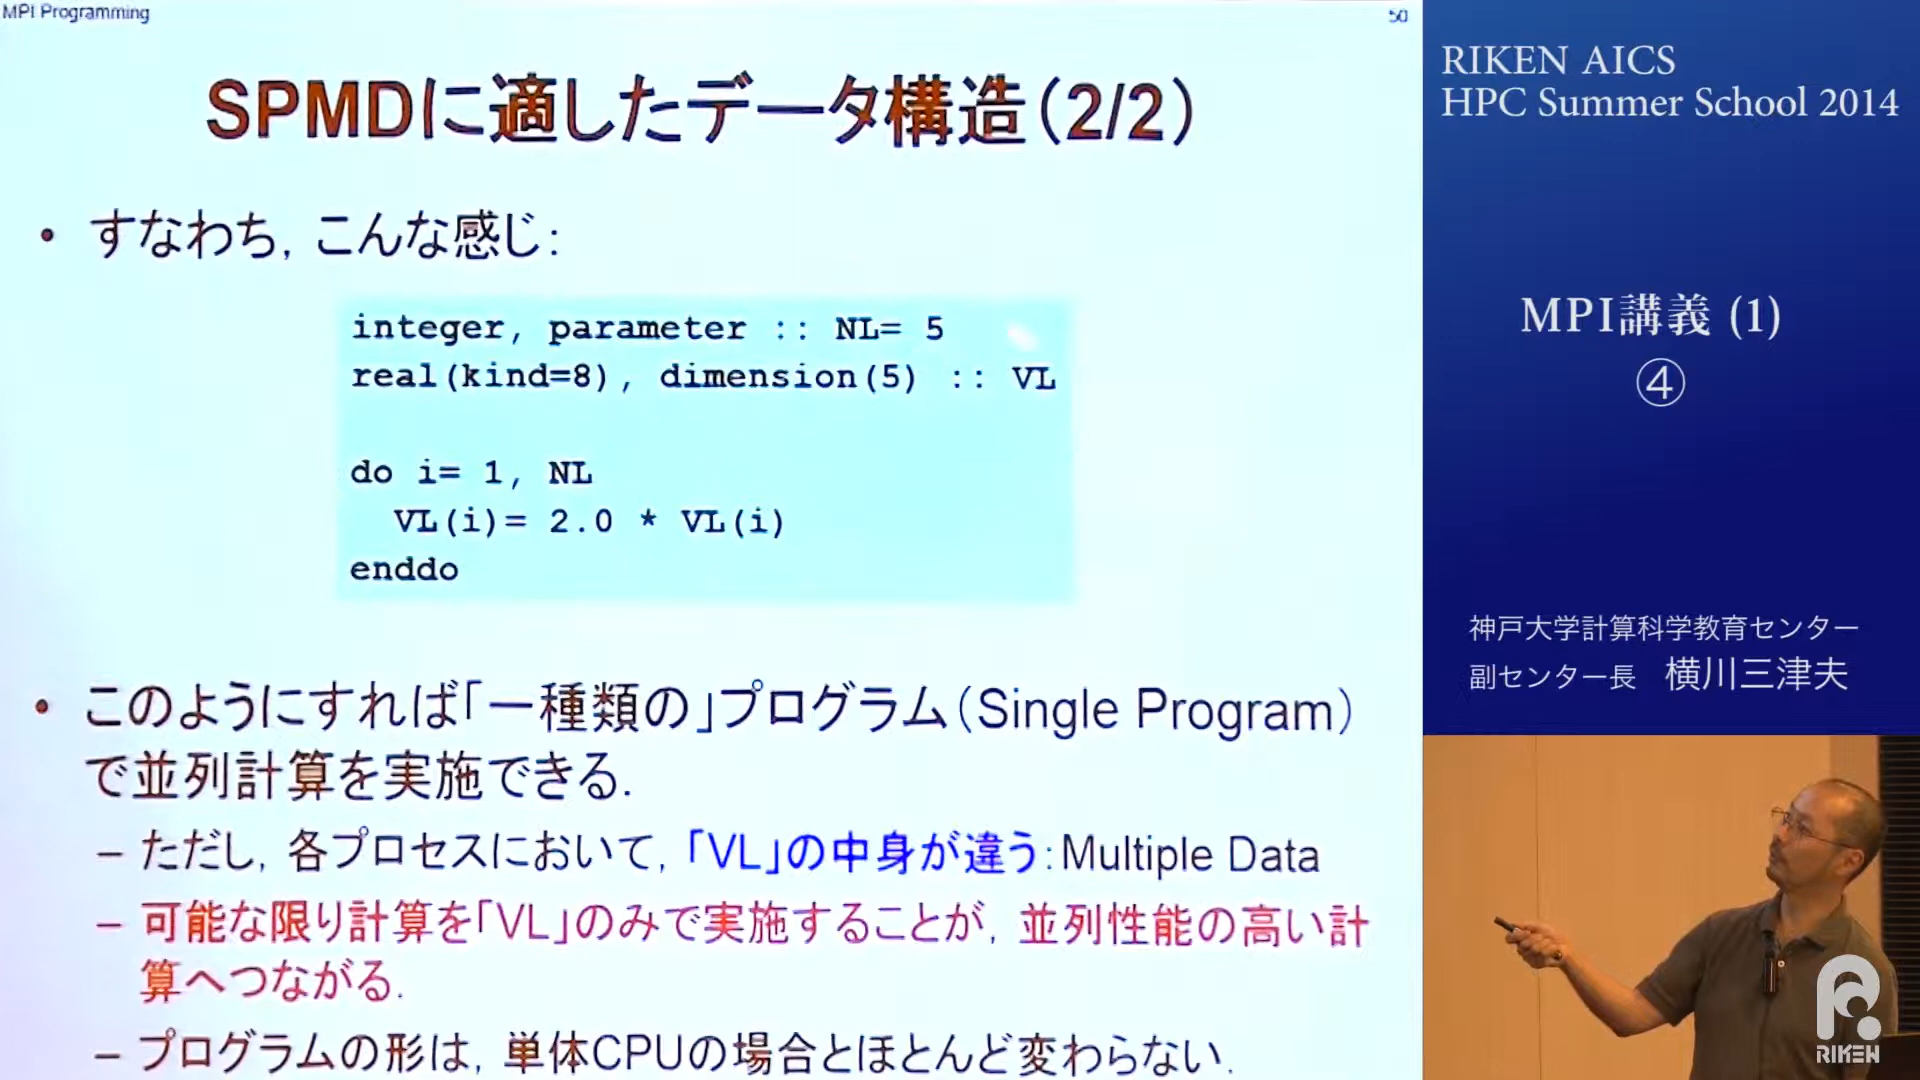 MPI Programming
50
SPMDに適したデータ構造(2/2)
• すなわち, こんな感じ:
integer, parameter :: NL= 5
real(kind=8), dimension(5) :: VL
do i= 1, NL
VL(i)= 2.0 * VL(i)
enddo
• このようにすれば「一種類の」プログラム(Single Program)
で並列計算を実施できる.
– ただし, 各プロセスにおいて,「VL」の中身が違う:Multiple Data
– 可能な限り計算を「VL」のみで実施することが, 並列性能の高い計
算へつながる.
– プログラムの形は, 単体CPUの場合とほとんど変わらない.
RIKEN AICS
HPC Summer School 2014
MPI講義 (1)
④
神戸大学計算科学教育センター
副センター長 横川三津夫
RIKEN